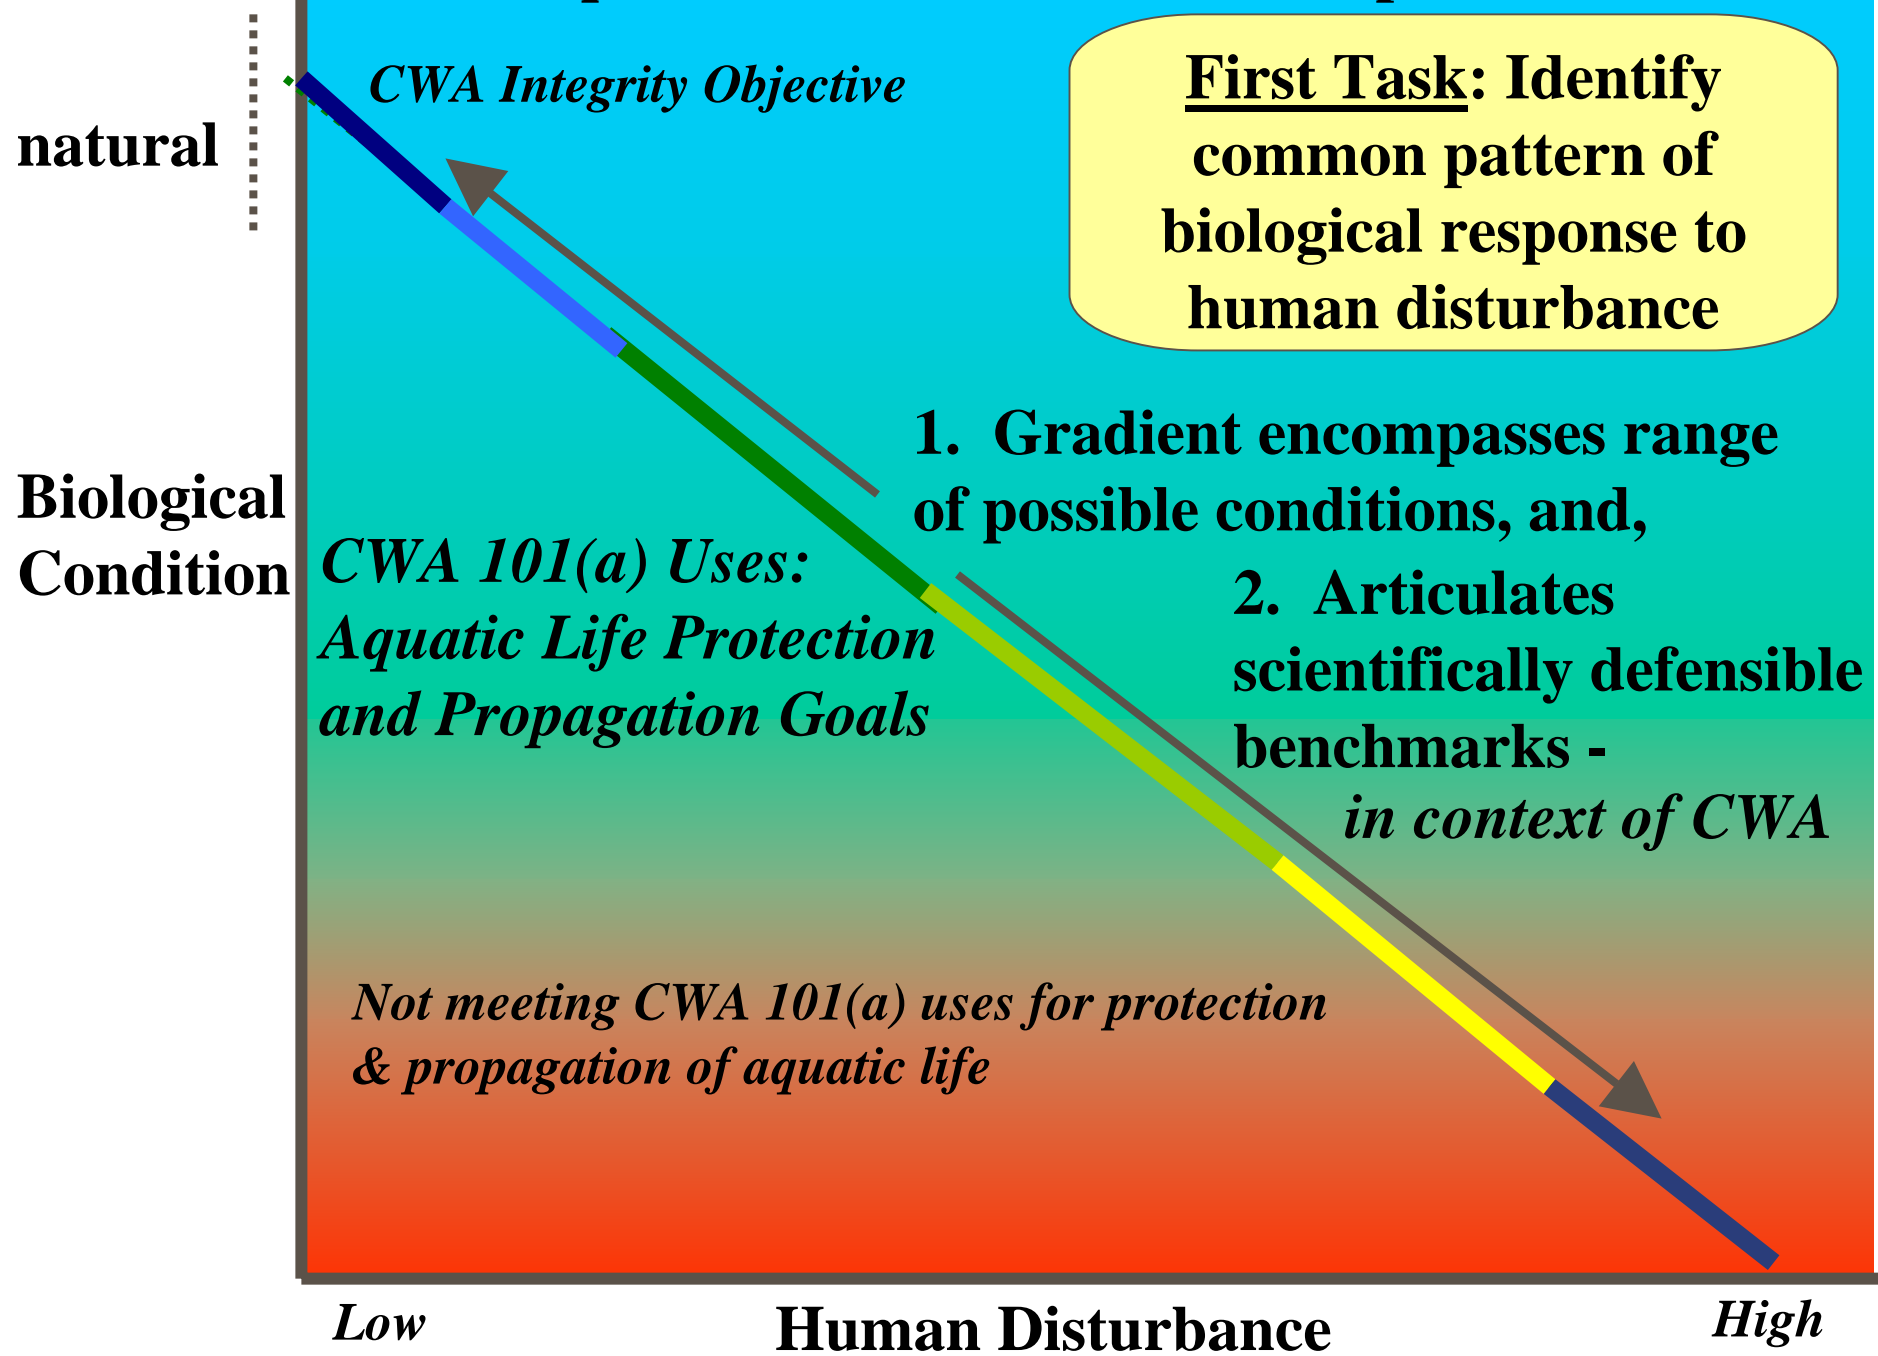 CWA Integrity Objective
First Task: Identify
common pattern of
biological response to
human disturbance
natural
1. Gradient encompasses range
of possible conditions, and,
Biological
Condition
CWA 101(a) Uses:
Aquatic Life Protection
and Propagation Goals
2. Articulates
scientifically defensible
benchmarks -
in context of CWA
Not meeting CWA 101(a) uses for protection
& propagation of aquatic life
Low
Human Disturbance
High